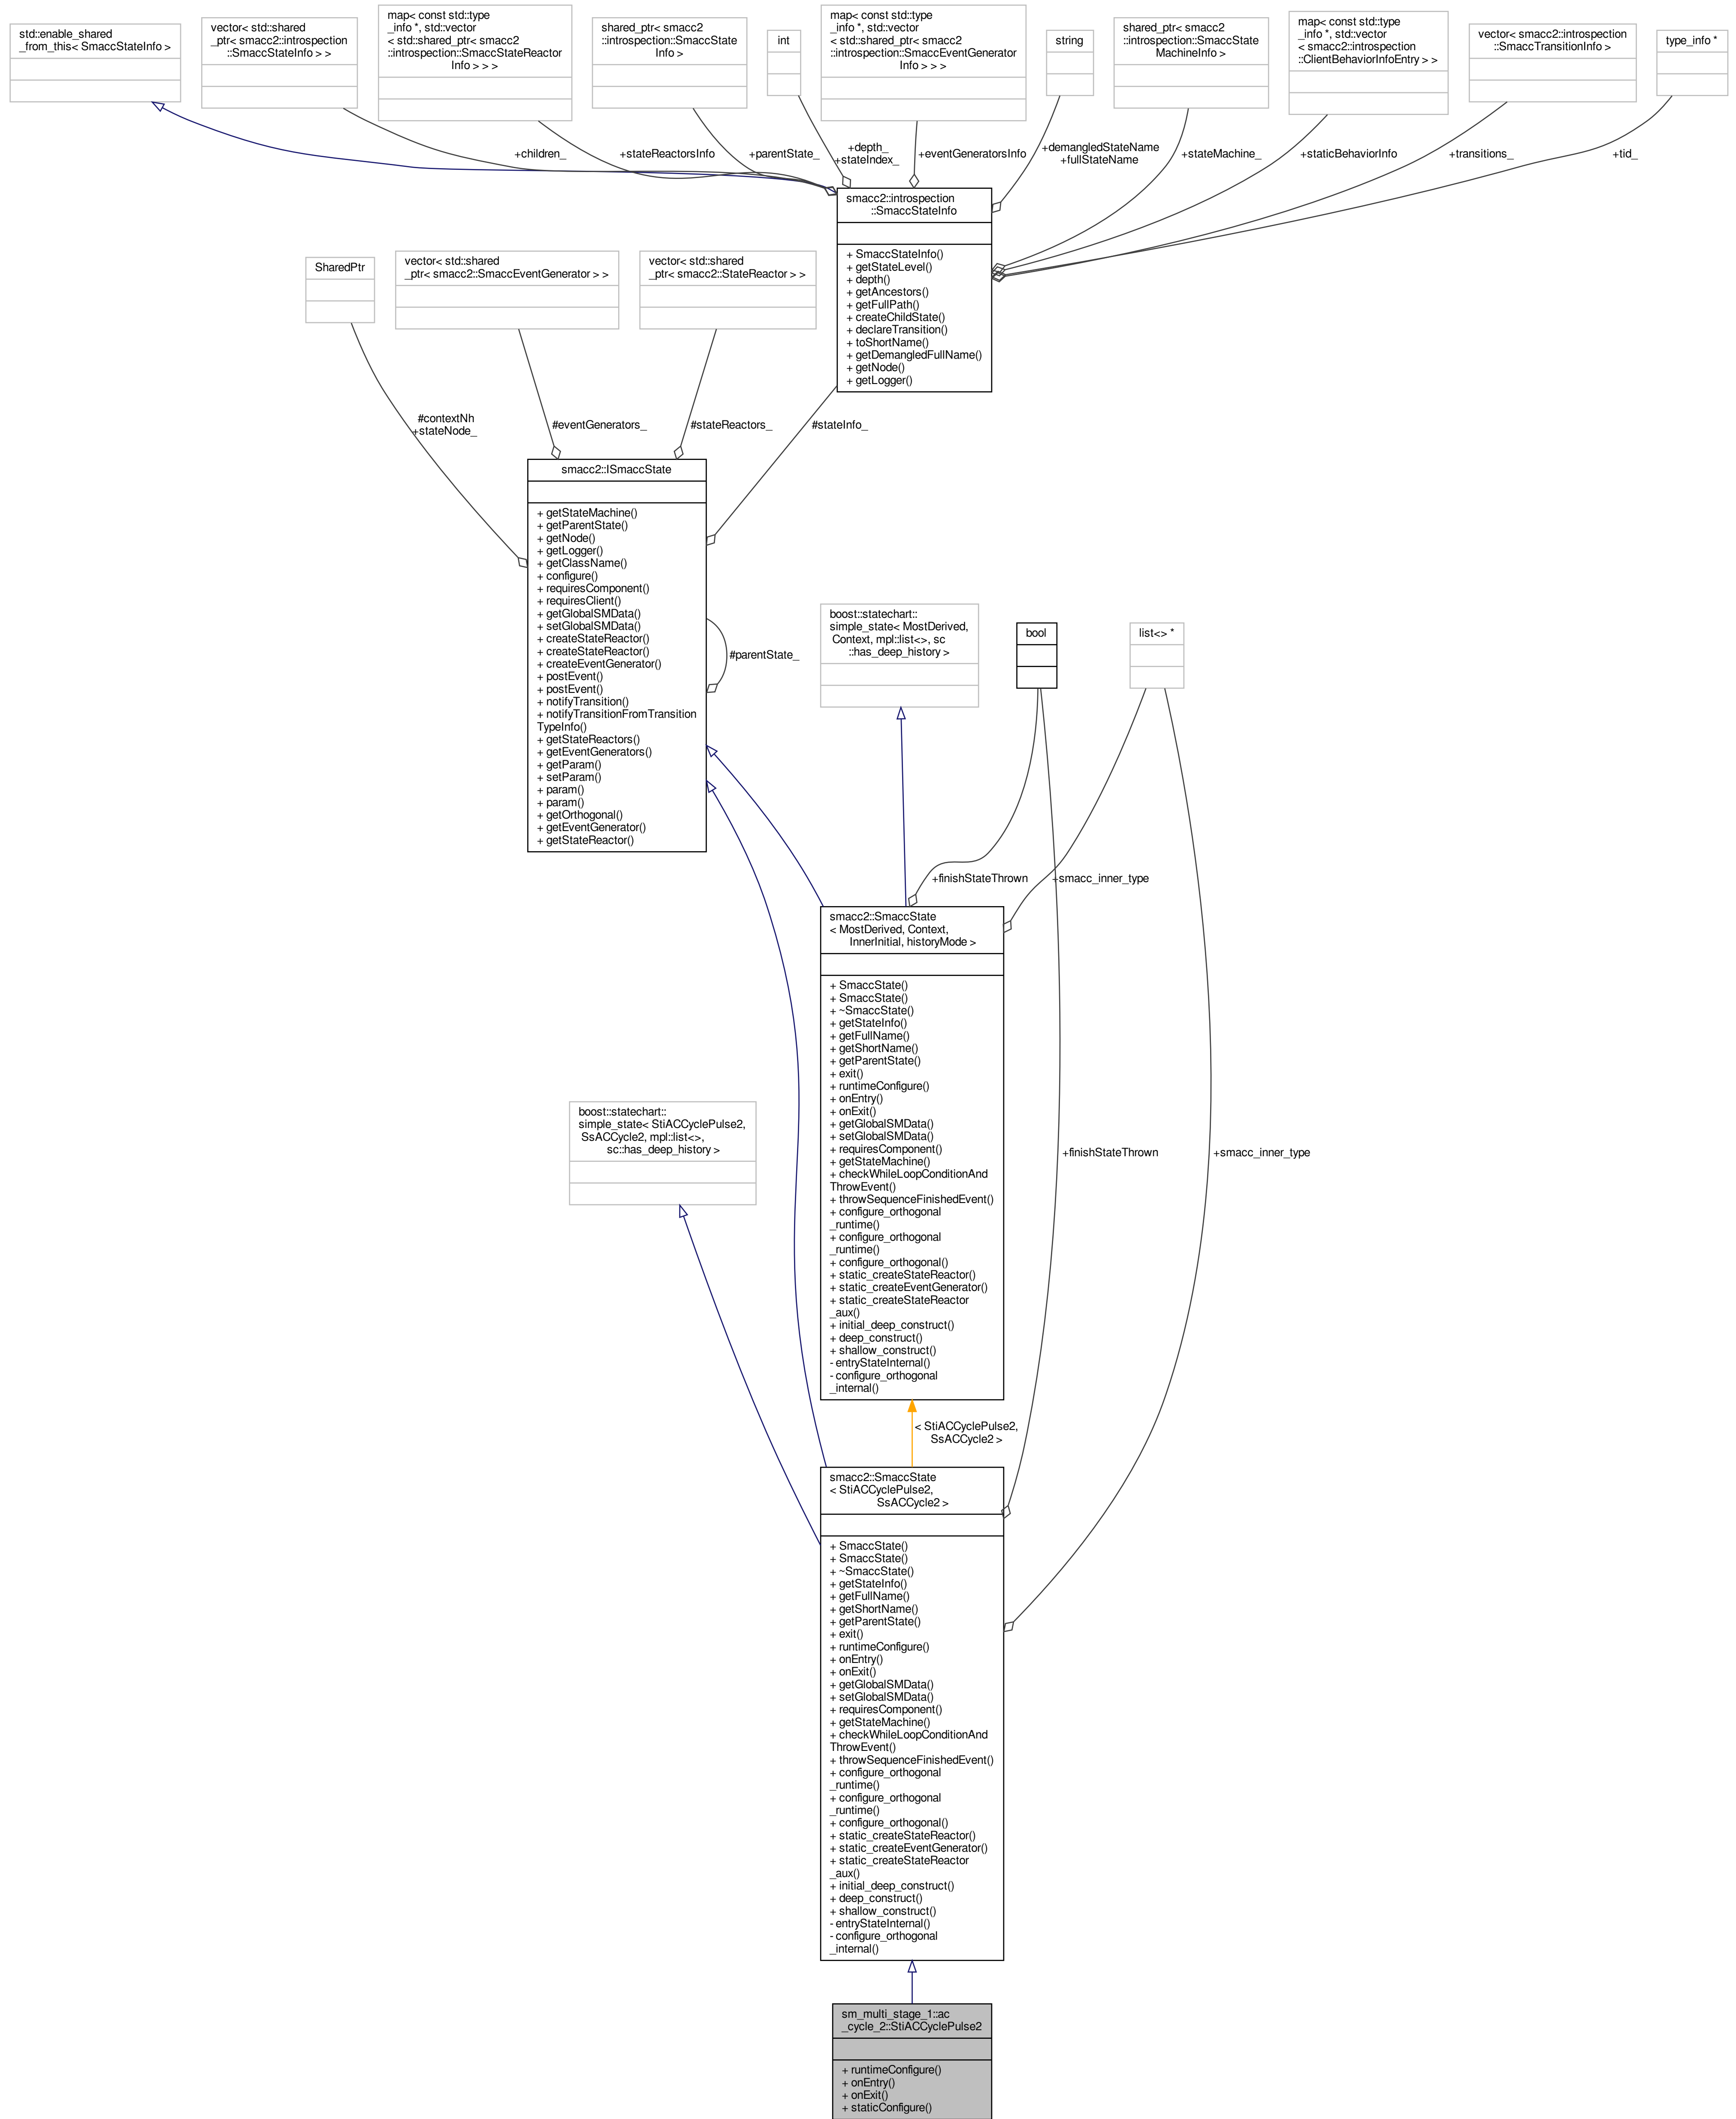 std::enable_shared
_from_this< SmaccStateInfo >
vector< std::shared
_ptr< smacc2::introspection
::SmaccStateInfo > >
map< const std::type
_info *, std::vector
< std::shared_ptr< smacc2
::introspection::SmaccStateReactor
Info > > >
shared_ptr< smacc2
::introspection::SmaccState
Info >
int
map< const std::type
_info *, std::vector
< std::shared_ptr< smacc2
::introspection::SmaccEventGenerator
Info > > >
string
shared_ptr< smacc2
::introspection::SmaccState
MachineInfo >
map< const std::type
_info *, std::vector
< smacc2::introspection
::ClientBehaviorInfoEntry > >
vector< smacc2::introspection
::SmaccTransitionInfo >
type_info *
+children_
+stateReactorsInfo
+parentState_
+depth_
+stateIndex_
+eventGeneratorsInfo
+demangledStateName
+fullStateName
+stateMachine_
+staticBehaviorInfo
+transitions_
+tid_
smacc2::introspection
::SmaccStateInfo
+ SmaccStateInfo()
+ getStateLevel()
+ depth()
+ getAncestors()
+ getFullPath()
+ createChildState()
+ declareTransition()
+ toShortName()
+ getDemangledFullName()
+ getNode()
+ getLogger()
SharedPtr
vector< std::shared
_ptr< smacc2::SmaccEventGenerator > >
vector< std::shared
_ptr< smacc2::StateReactor > >
#contextNh
+stateNode_
#eventGenerators_
#stateReactors_
#stateInfo_
smacc2::ISmaccState
+ getStateMachine()
+ getParentState()
+ getNode()
+ getLogger()
+ getClassName()
+ configure()
+ requiresComponent()
+ requiresClient()
+ getGlobalSMData()
+ setGlobalSMData()
+ createStateReactor()
+ createStateReactor()
+ createEventGenerator()
+ postEvent()
+ postEvent()
+ notifyTransition()
+ notifyTransitionFromTransition
TypeInfo()
+ getStateReactors()
+ getEventGenerators()
+ getParam()
+ setParam()
+ param()
+ param()
+ getOrthogonal()
+ getEventGenerator()
+ getStateReactor()
#parentState_
boost::statechart::
simple_state< MostDerived,
Context, mpl::list<>, sc
::has_deep_history >
bool
list<> *
+finishStateThrown
+smacc_inner_type
smacc2::SmaccState
< MostDerived, Context,
InnerInitial, historyMode >
+ SmaccState()
+ SmaccState()
+ ~SmaccState()
+ getStateInfo()
+ getFullName()
+ getShortName()
+ getParentState()
+ exit()
+ runtimeConfigure()
+ onEntry()
+ onExit()
+ getGlobalSMData()
+ setGlobalSMData()
+ requiresComponent()
+ getStateMachine()
+ checkWhileLoopConditionAnd
ThrowEvent()
+ throwSequenceFinishedEvent()
+ configure_orthogonal
_runtime()
+ configure_orthogonal
_runtime()
+ configure_orthogonal()
+ static_createStateReactor()
+ static_createEventGenerator()
+ static_createStateReactor
_aux()
+ initial_deep_construct()
+ deep_construct()
+ shallow_construct()
- entryStateInternal()
- configure_orthogonal
_internal()
boost::statechart::
simple_state< StiACCyclePulse2,
SsACCycle2, mpl::list<>,
sc::has_deep_history >
+finishStateThrown
+smacc_inner_type
< StiACCyclePulse2,
SsACCycle2 >
smacc2::SmaccState
< StiACCyclePulse2,
SsACCycle2 >
+ SmaccState()
+ SmaccState()
+ ~SmaccState()
+ getStateInfo()
+ getFullName()
+ getShortName()
+ getParentState()
+ exit()
+ runtimeConfigure()
+ onEntry()
+ onExit()
+ getGlobalSMData()
+ setGlobalSMData()
+ requiresComponent()
+ getStateMachine()
+ checkWhileLoopConditionAnd
ThrowEvent()
+ throwSequenceFinishedEvent()
+ configure_orthogonal
_runtime()
+ configure_orthogonal
_runtime()
+ configure_orthogonal()
+ static_createStateReactor()
+ static_createEventGenerator()
+ static_createStateReactor
_aux()
+ initial_deep_construct()
+ deep_construct()
+ shallow_construct()
- entryStateInternal()
- configure_orthogonal
_internal()
sm_multi_stage_1::ac
_cycle_2::StiACCyclePulse2
+ runtimeConfigure()
+ onEntry()
+ onExit()
+ staticConfigure()